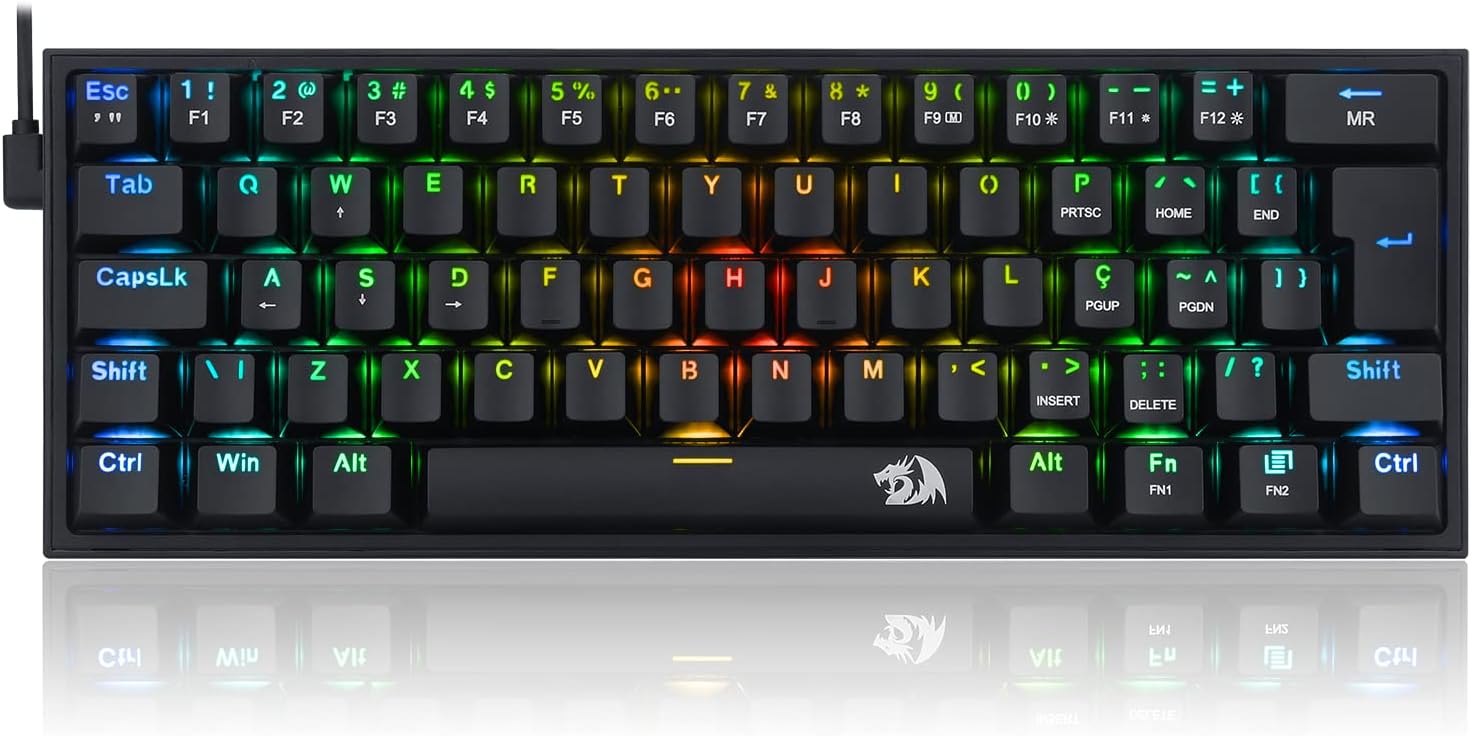 Esc 1 ! 2 @ 3 # 4 $ 5 % 6 ¨ 7 & 8 * 9 ( 0 ) - _ = + ←
' " F1 F2 F3 F4 F5 F6 F7 F8 F9 M F10 F11 F12 MR
Tab Q W E R T Y U I O P ´ ` [ {
↑ PRTSC HOME END
↵
CapsLk A S D F G H J K L Ç ~ ^ ] }
← ↓ → PGUP PGDN
Shift \ | Z X C V B N M , < . > ; : / ? Shift
INSERT DELETE
Ctrl Win Alt Alt Fn Ctrl
FN1 FN2